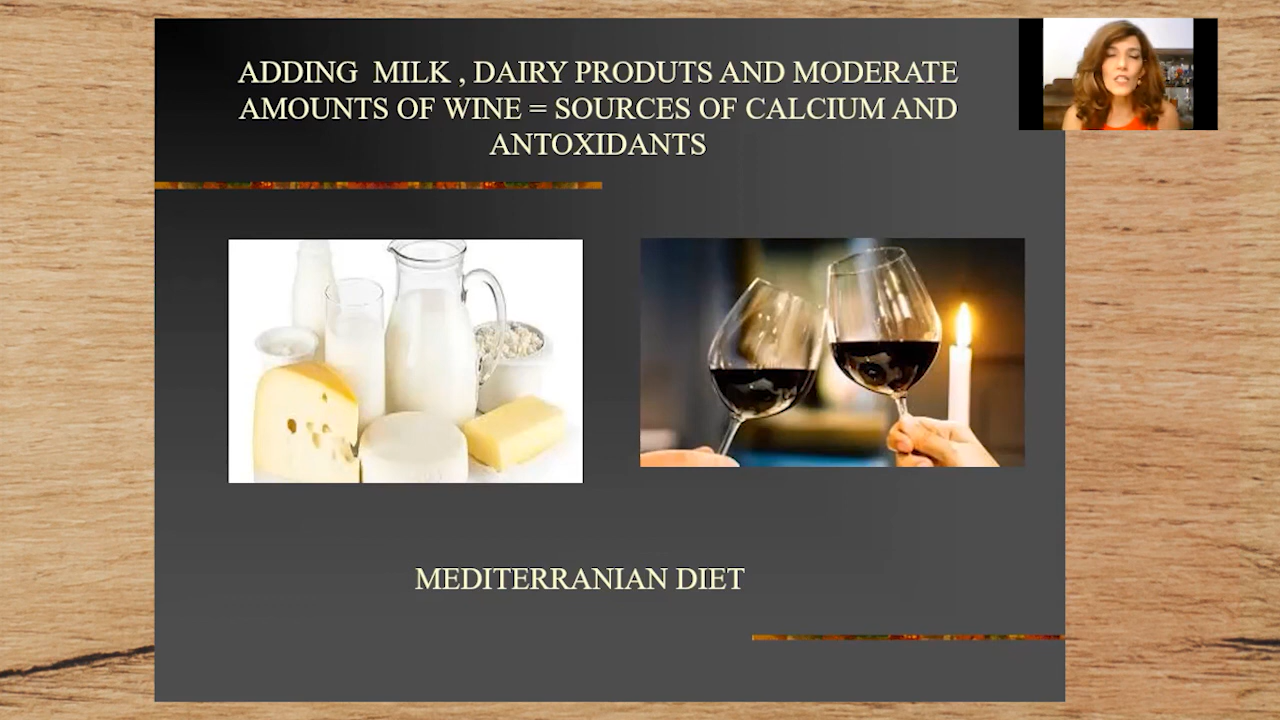 ADDING  MILK , DAIRY PRODUTS AND MODERATE
AMOUNTS OF WINE = SOURCES OF CALCIUM AND
ANTOXIDANTS
MEDITERRANIAN DIET